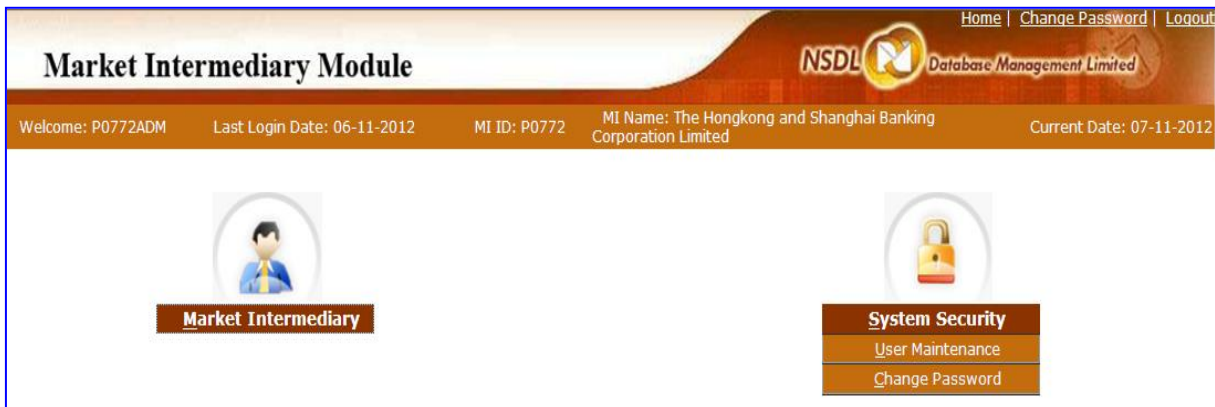 Home | Change Password | Logout
Market Intermediary Module
NSDL Database Management Limited
Welcome: P0772ADM Last Login Date: 06-11-2012 MI ID: P0772 MI Name: The Hongkong and Shanghai Banking
Corporation Limited Current Date: 07-11-2012
Market Intermediary
System Security
User Maintenance
Change Password